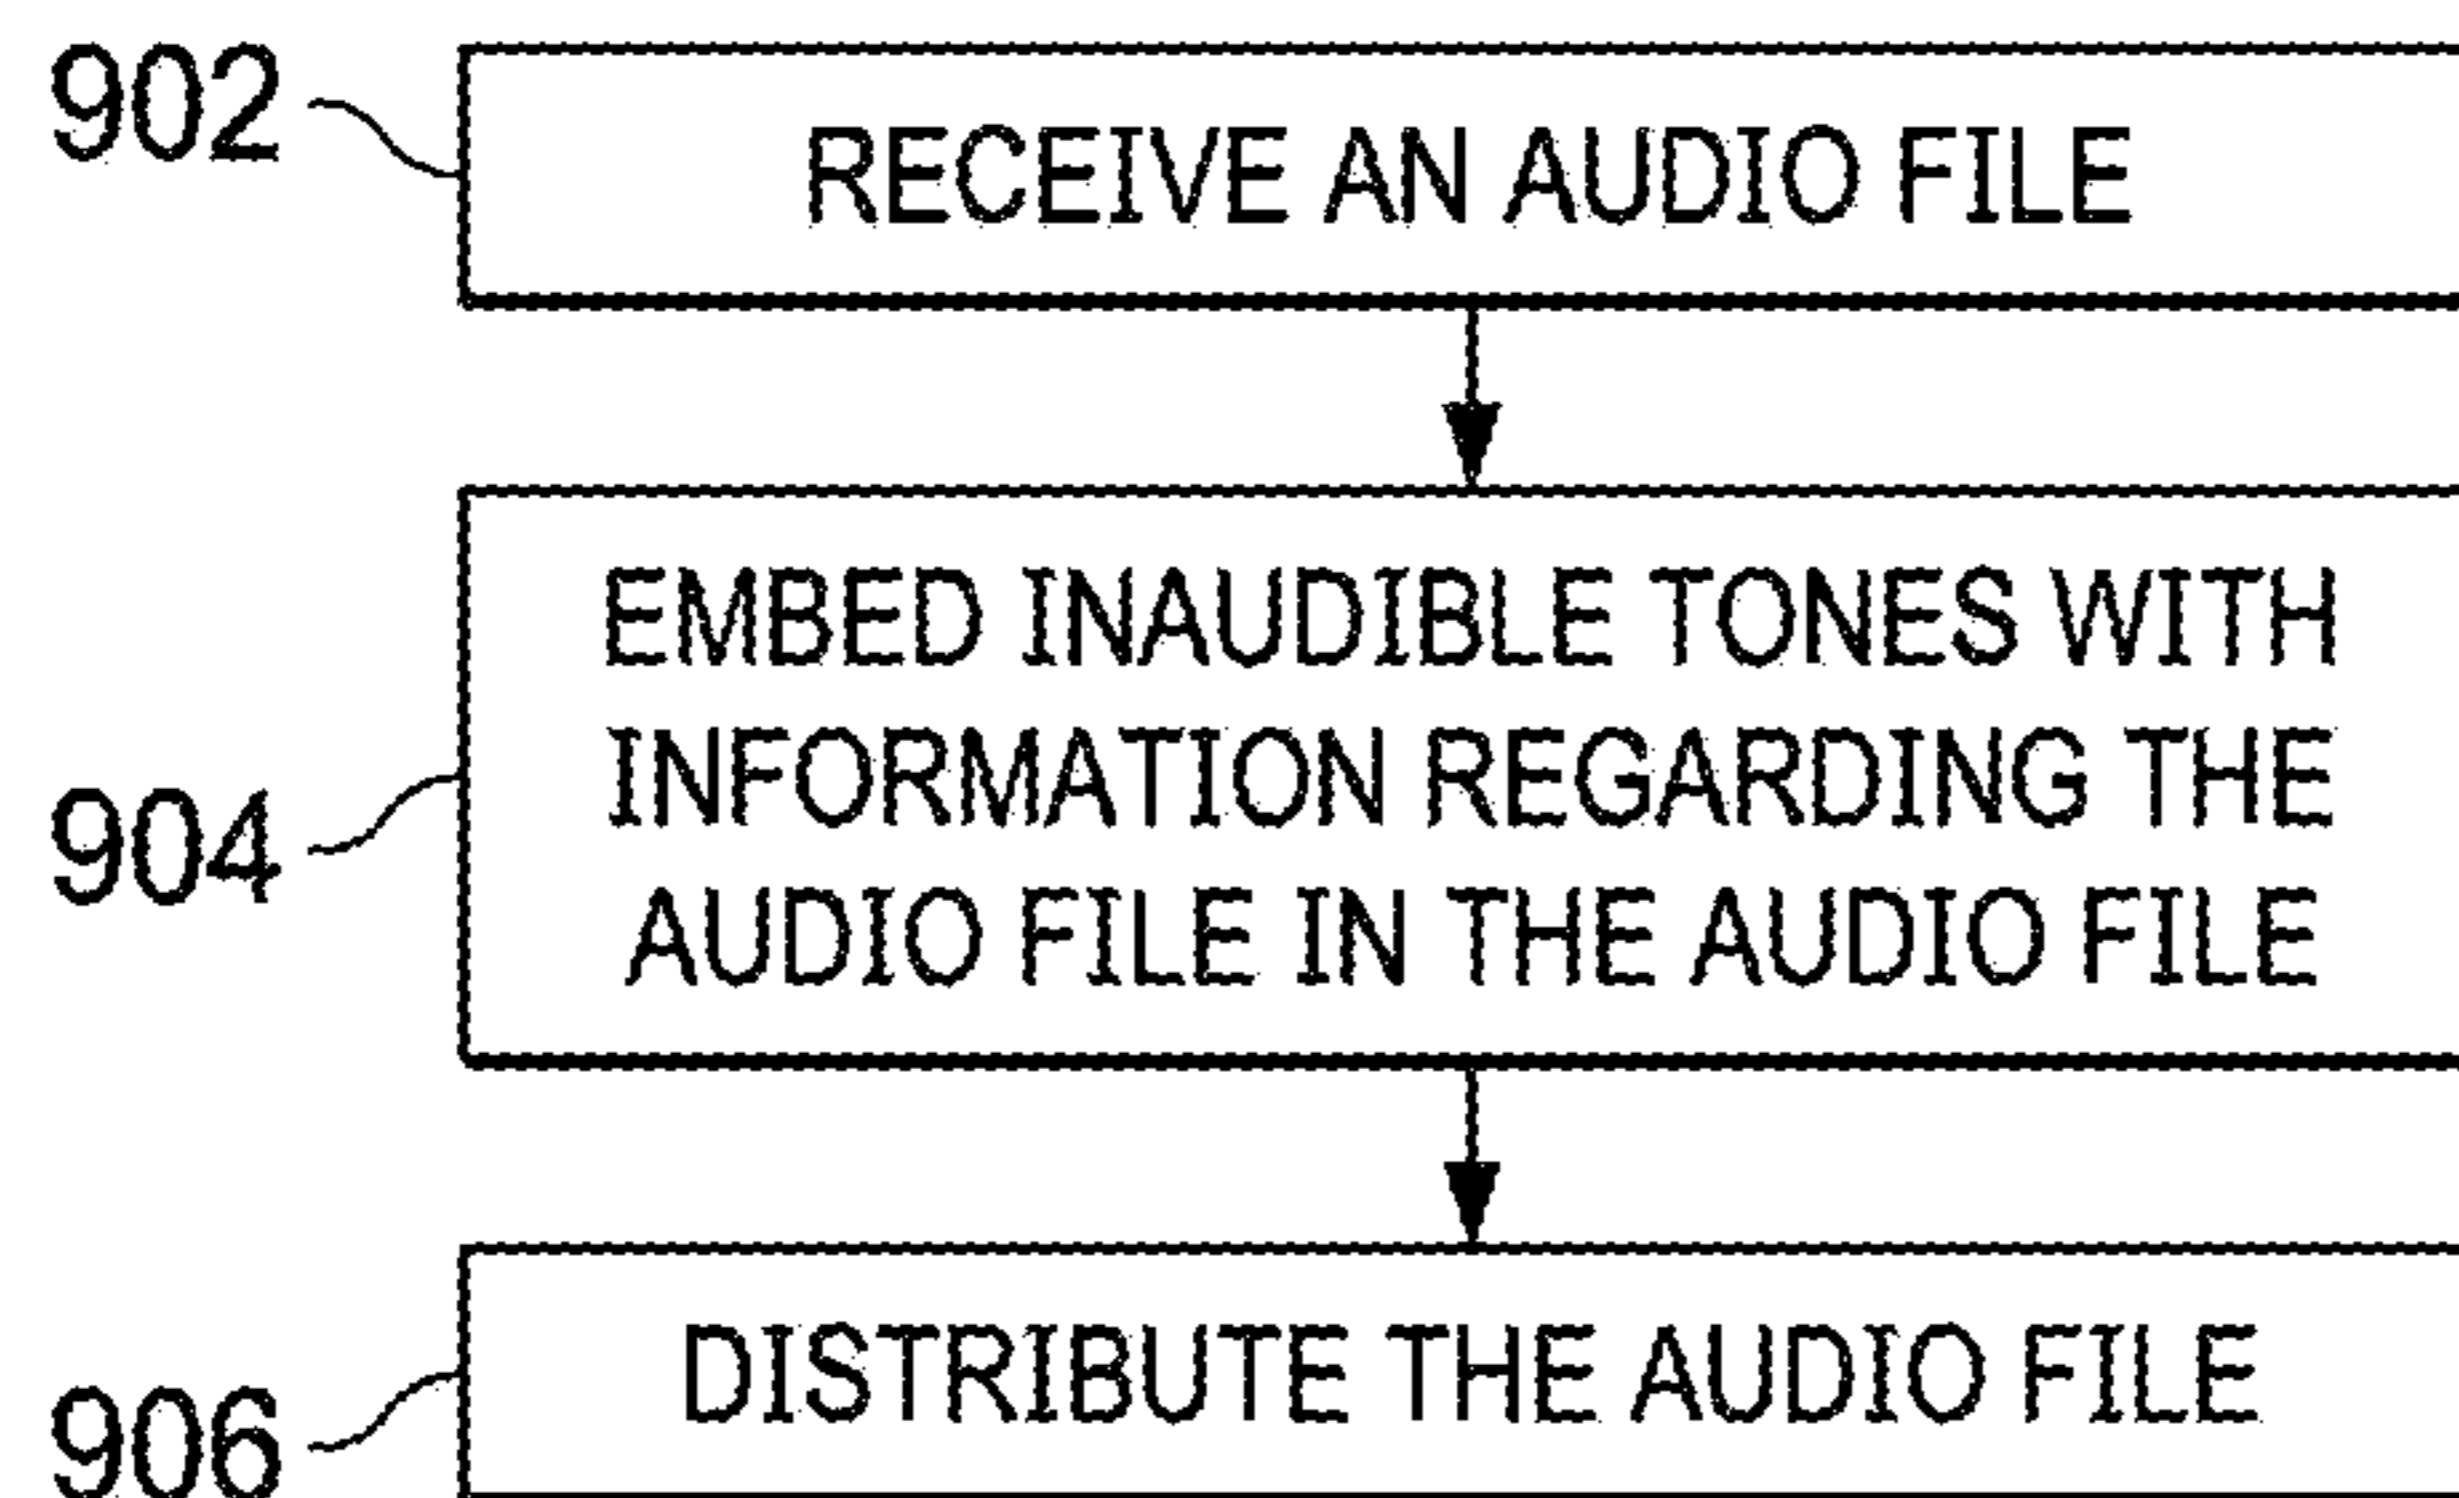 902
RECEIVE AN AUDIO FILE
EMBED INAUDIBLE TONES WITH
INFORMATION REGARDING THE
904
AUDIO FILE IN THE AUDIO FILE
DISTRIBUTE THE AUDIO FILE
906